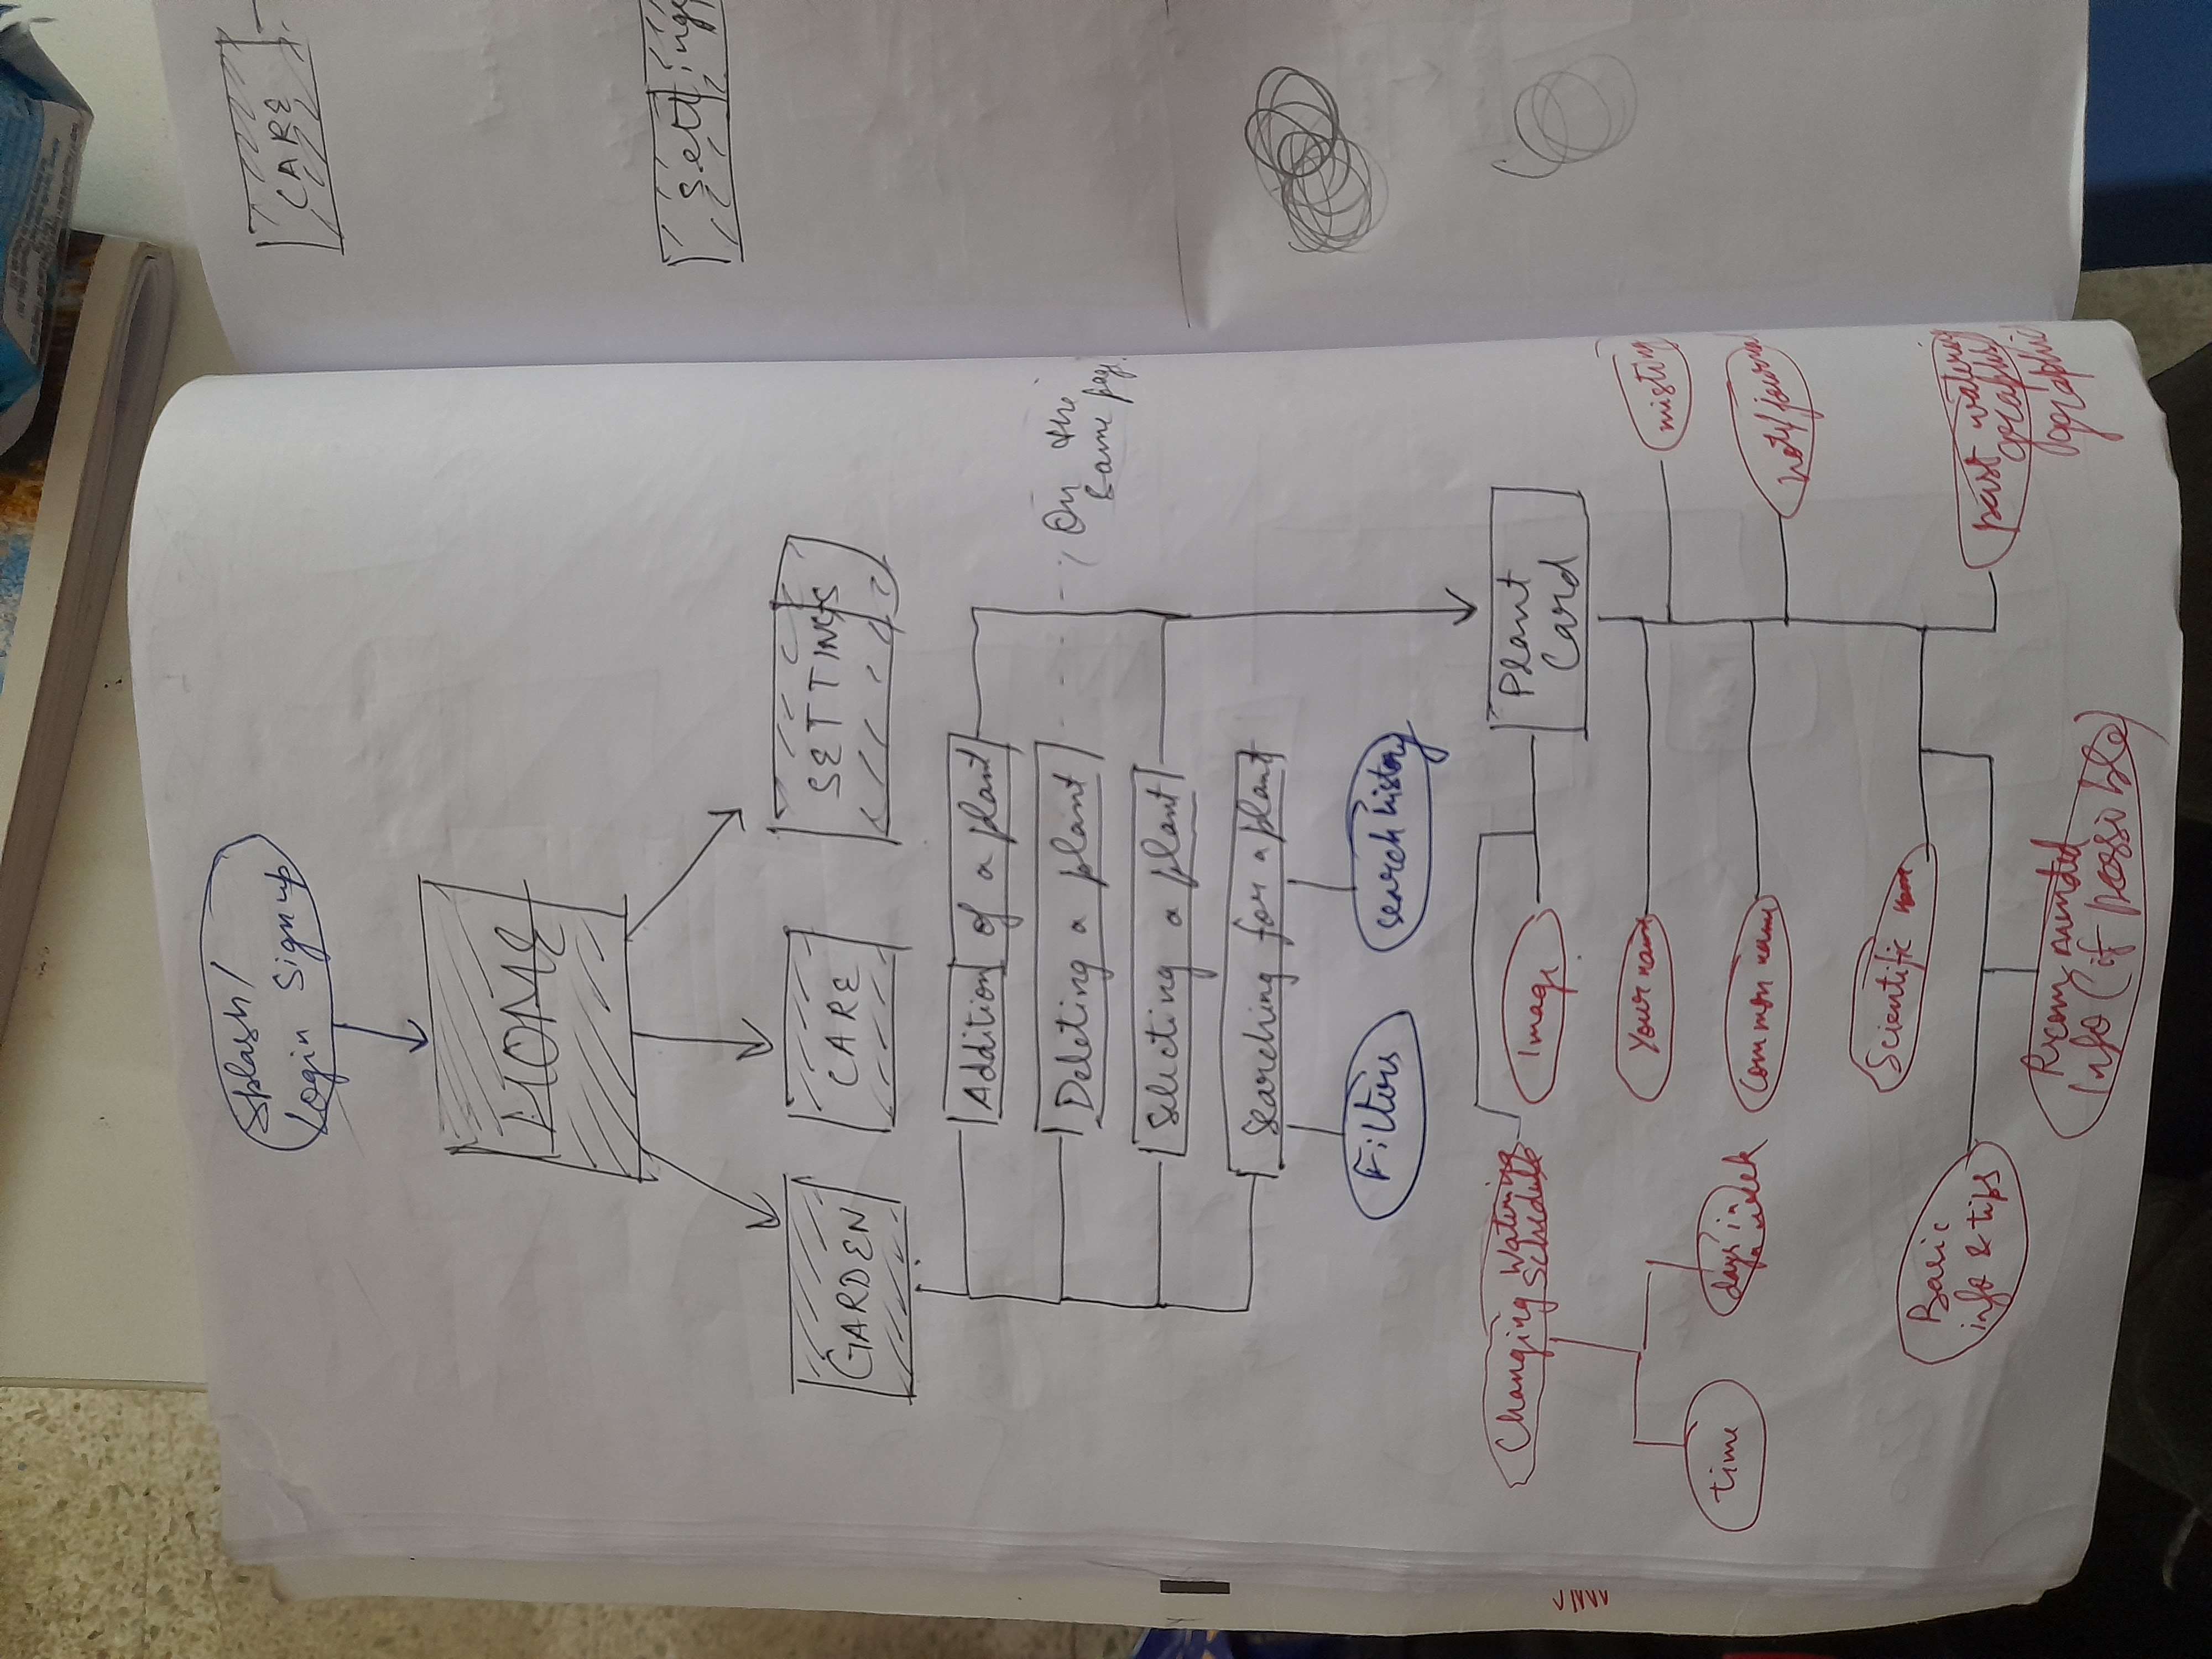 Splash/
Login Signup
HOME
GARDEN
CARE
SETTINGS
Addition of a plant
Deleting a plant
On the
same page
Selecting a plant
Searching for a plant
Filters
search history
Changing Watering
Schedule
Image
Plant
Card
Your name
misting
time
days in
a week
Common name
note/journal
Scientific name
Basic
info & tips
past watering
graphs
graphic
Recommended
Info (if possible)
CARE
Settings